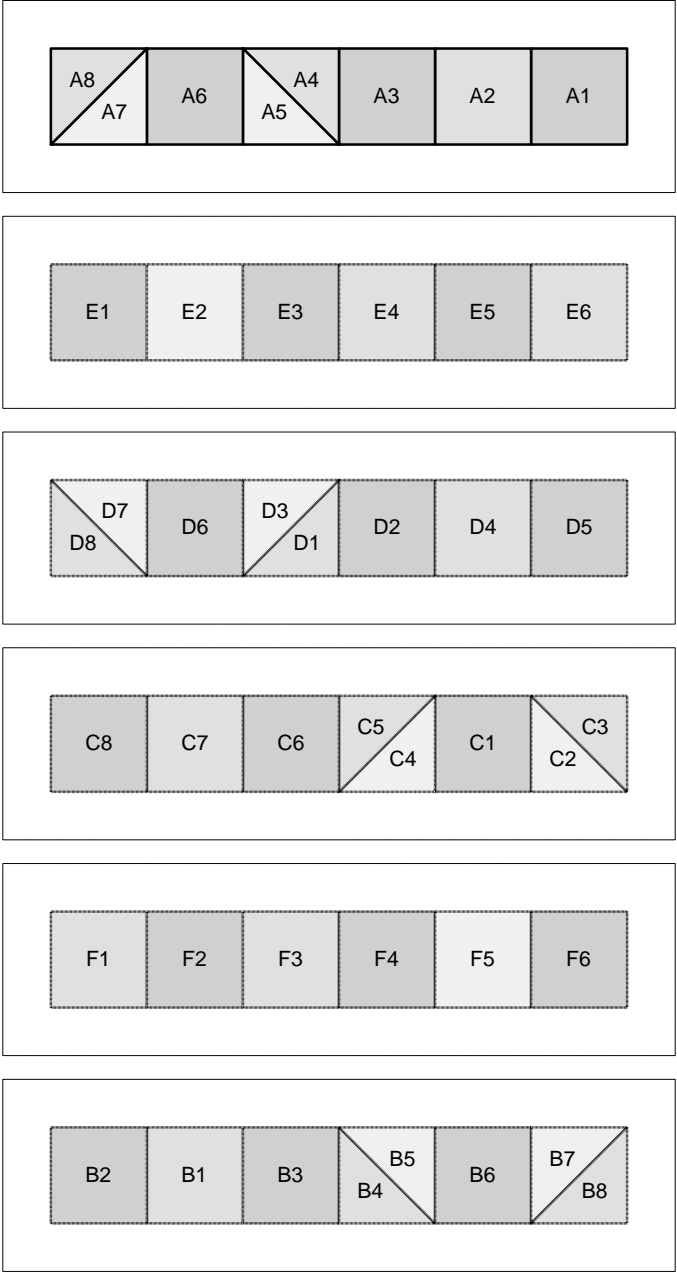 A8 A7 A6 A5 A4 A3 A2 A1
E1 E2 E3 E4 E5 E6
D8 D7 D6 D3 D1 D2 D4 D5
C8 C7 C6 C5 C4 C1 C2 C3
F1 F2 F3 F4 F5 F6
B2 B1 B3 B4 B5 B6 B7 B8